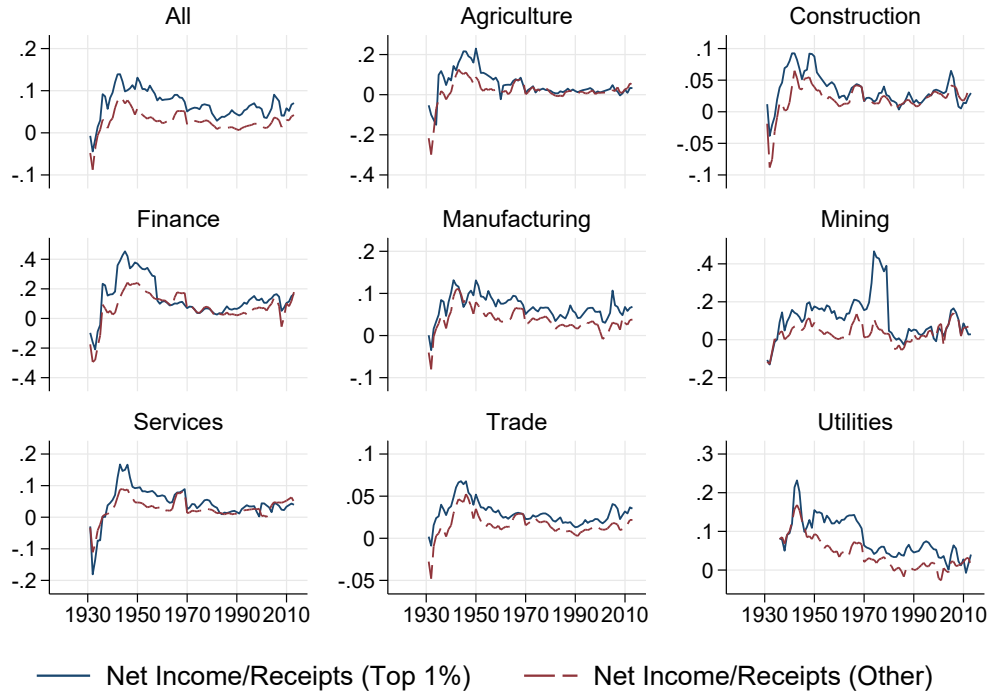 All
Agriculture
Construction
.2
.1
0
-.1
.2
0
-.2
-.4
.1
.05
0
-.05
-.1
Finance
Manufacturing
Mining
.4
.2
0
-.2
-.4
.2
.1
0
-.1
.4
.2
0
-.2
Services
Trade
Utilities
.2
.1
0
-.1
-.2
.1
.05
0
-.05
.3
.2
.1
0
1930 1950 1970 1990 2010
1930 1950 1970 1990 2010
1930 1950 1970 1990 2010
Net Income/Receipts (Top 1%)
Net Income/Receipts (Other)